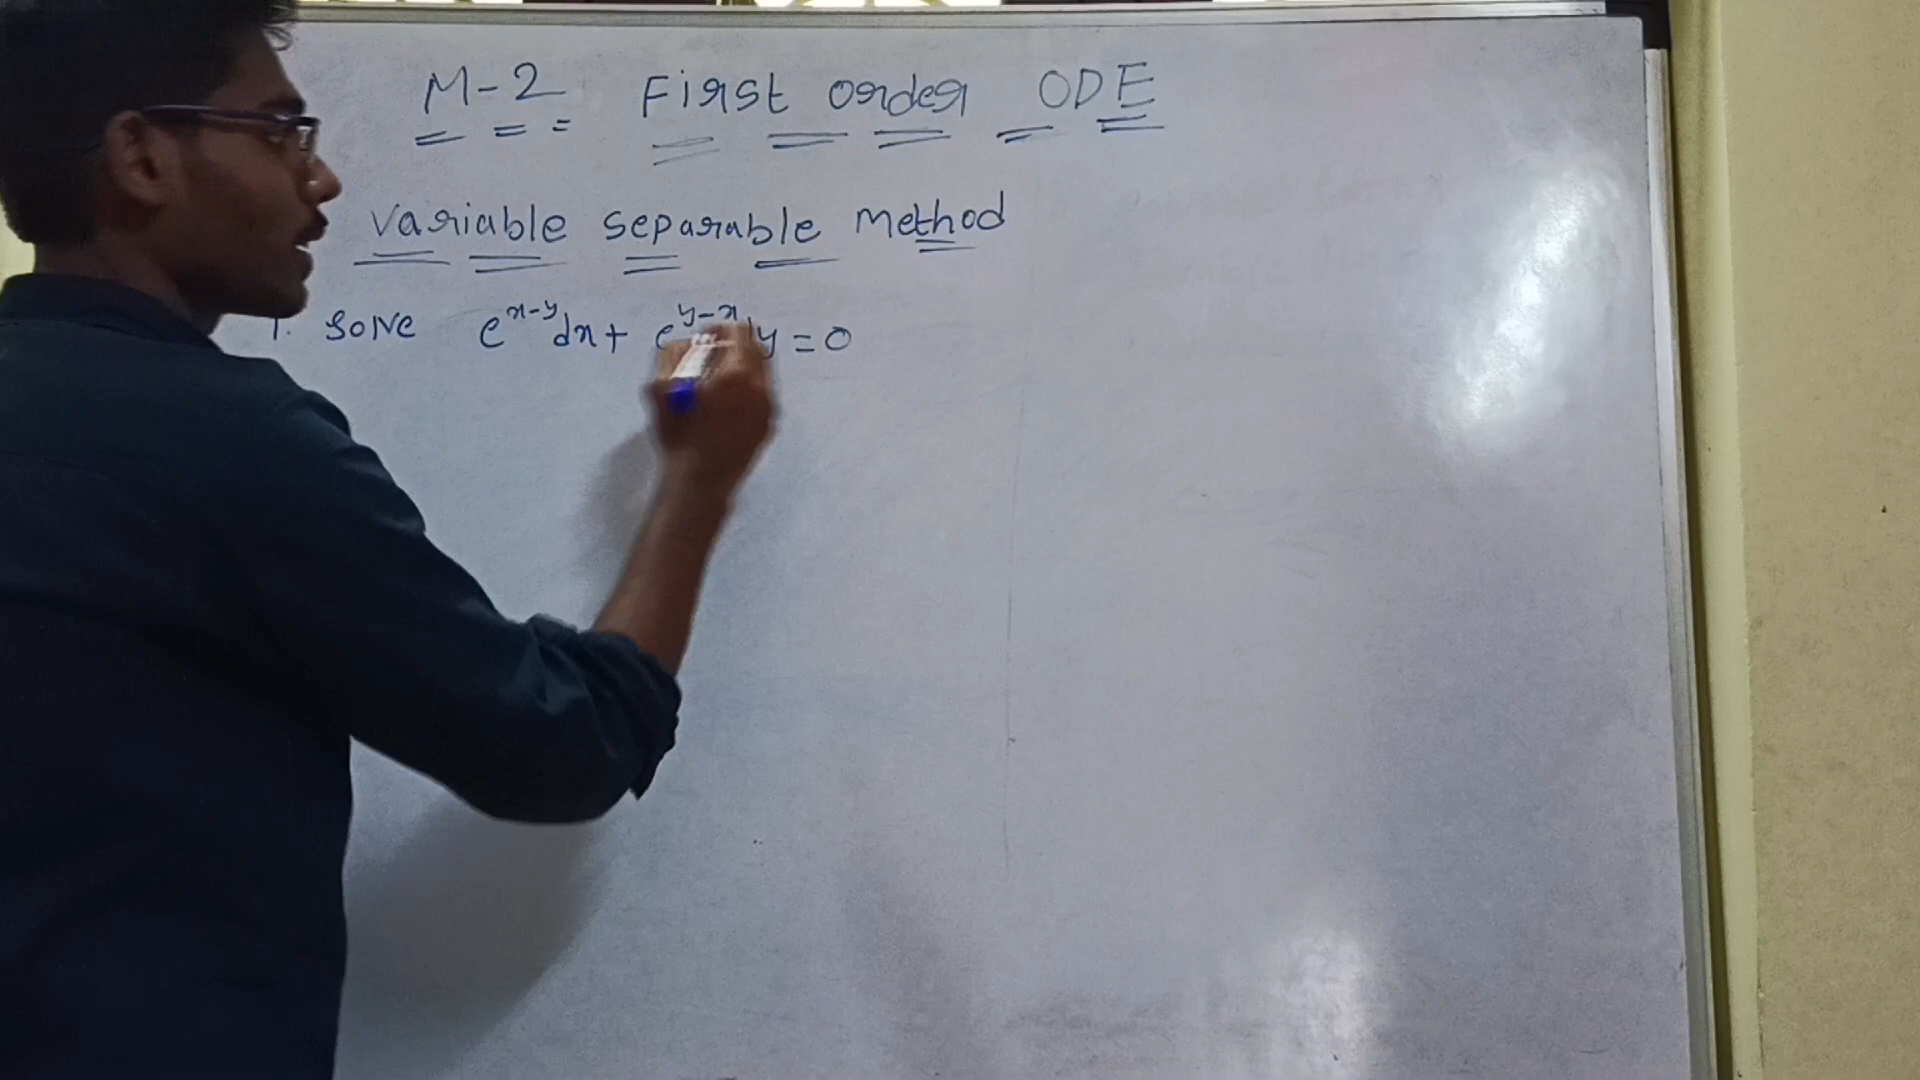 M-2 First order ODE
variable separable method
1. solve e^{x-y}dx + e^{y-x}dy = 0